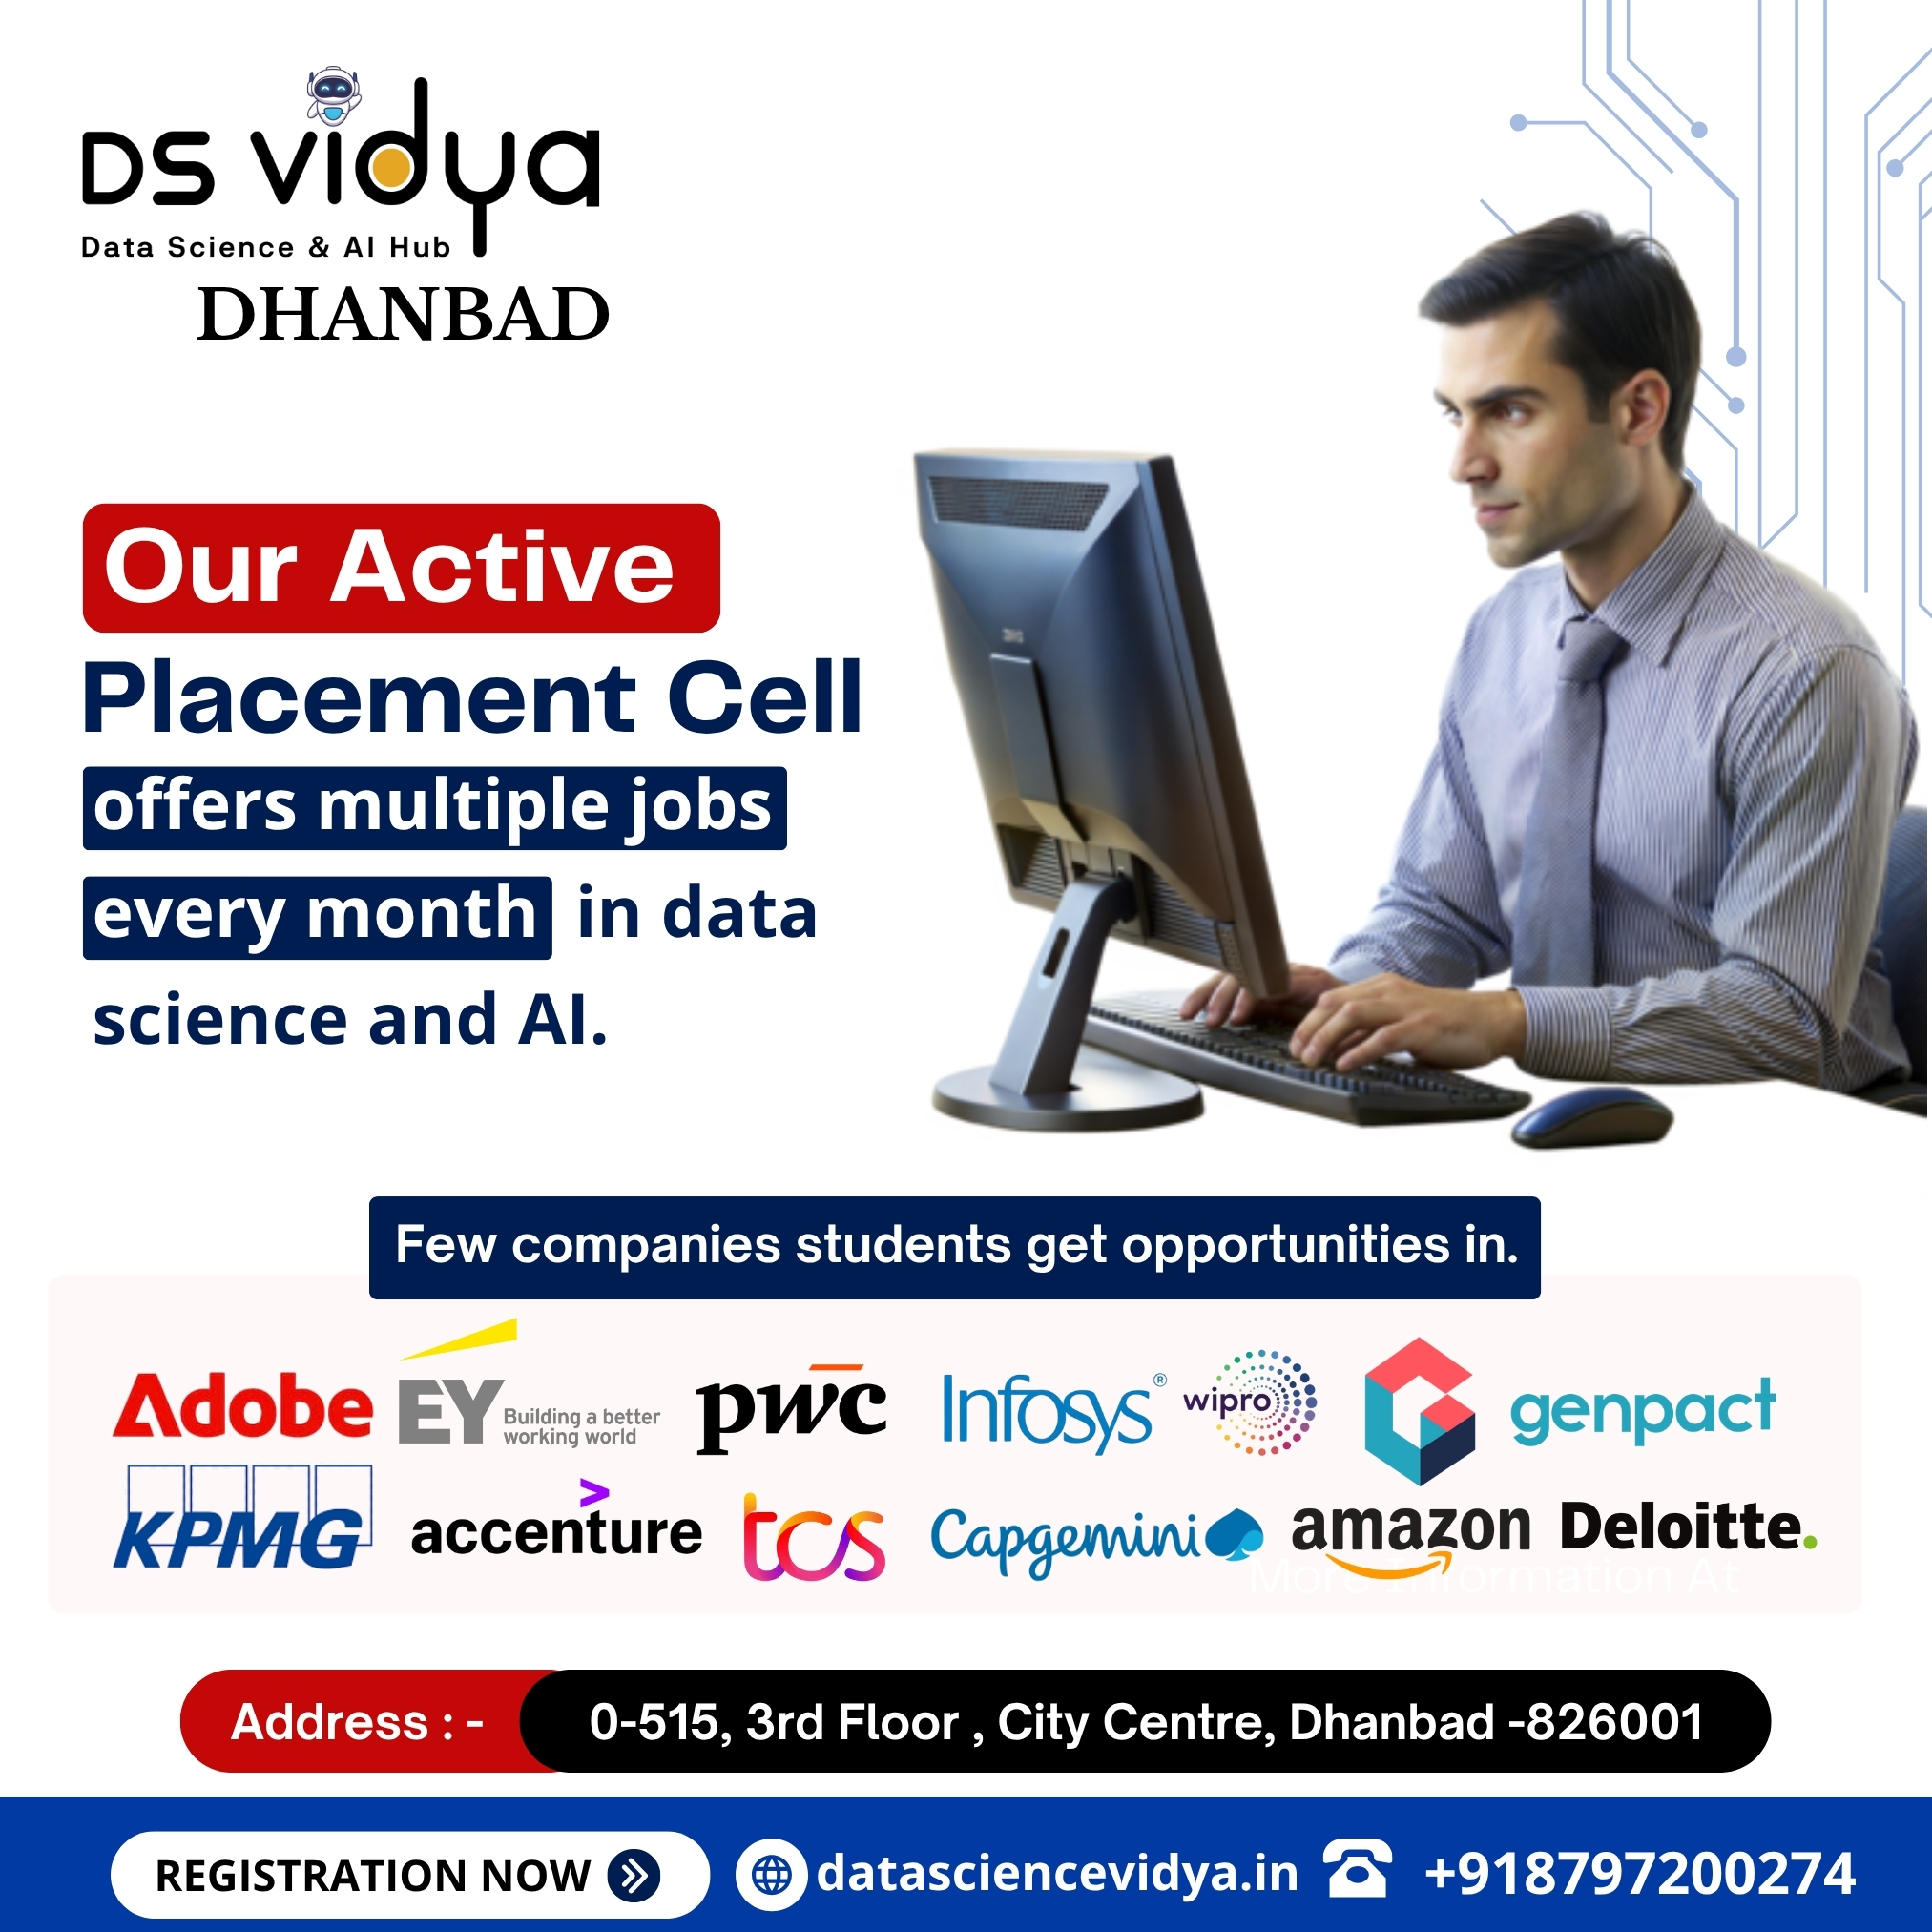 DS Vidya
Data Science & AI Hub
DHANBAD
Our Active
Placement Cell
offers multiple jobs
every month in data
science and AI.
Few companies students get opportunities in.
Adobe
EY Building a better
working world
pwc
Infosys®
wipro
genpact
KPMG
accenture
tcs
Capgemini
amazon
Deloitte.
More Information At
Address : - 0-515, 3rd Floor , City Centre, Dhanbad -826001
REGISTRATION NOW
datasciencevidya.in
+918797200274